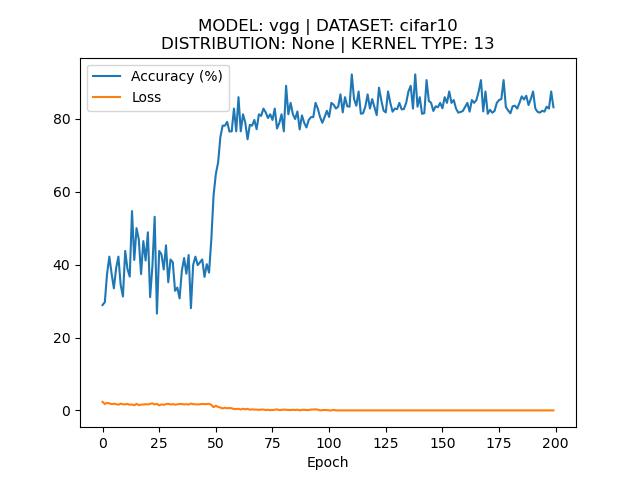 MODEL: vgg | DATASET: cifar10
DISTRIBUTION: None | KERNEL TYPE: 13
Accuracy (%)
Loss
80
60
40
20
0
0 25 50 75 100 125 150 175 200
Epoch